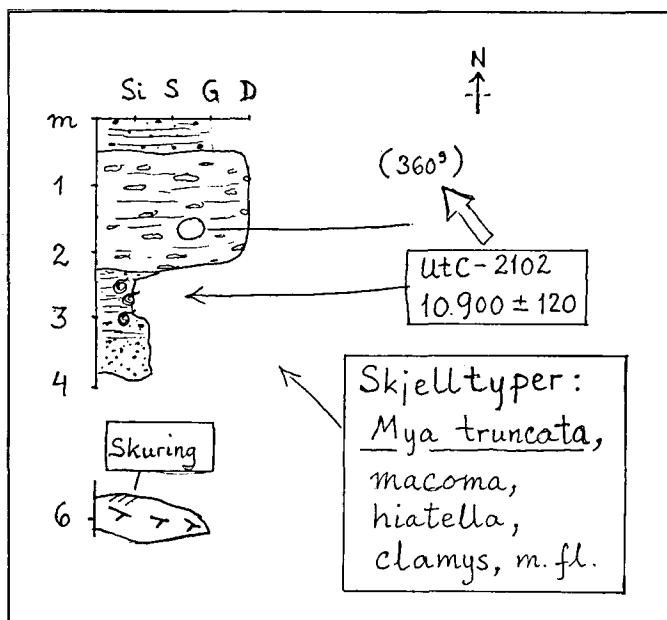 N
Si S G D
m
1
(360g)
2
UtC-2102
10.900 ± 120
3
4
Skjelltyper:
Mya truncata,
macoma,
hiatella,
clamys, m. fl.
Skuring
6